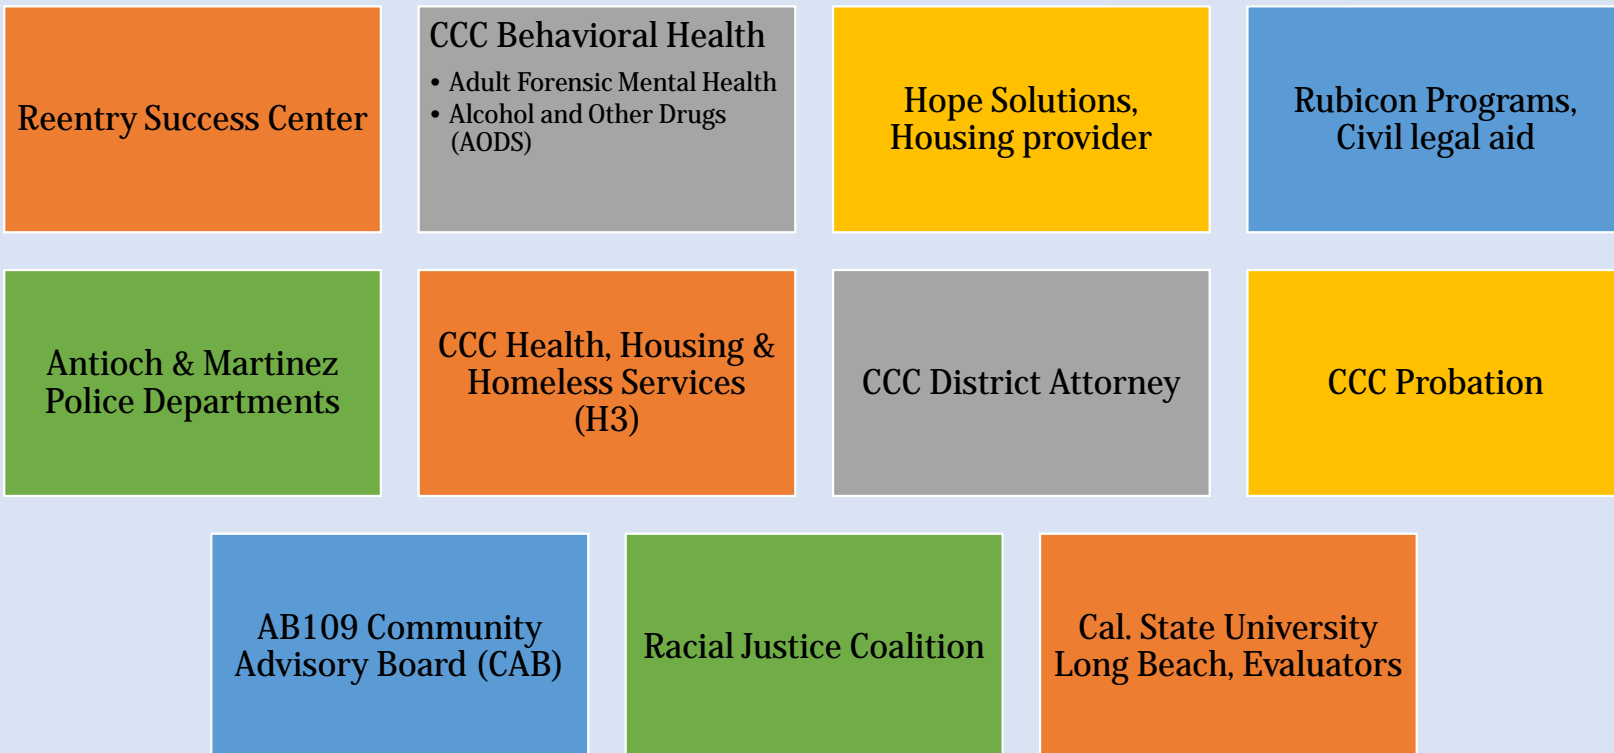 Reentry Success Center
CCC Behavioral Health
• Adult Forensic Mental Health
• Alcohol and Other Drugs
(AODS)
Hope Solutions,
Housing provider
Rubicon Programs,
Civil legal aid
Antioch & Martinez
Police Departments
CCC Health, Housing &
Homeless Services
(H3)
CCC District Attorney
CCC Probation
AB109 Community
Advisory Board (CAB)
Racial Justice Coalition
Cal. State University
Long Beach, Evaluators